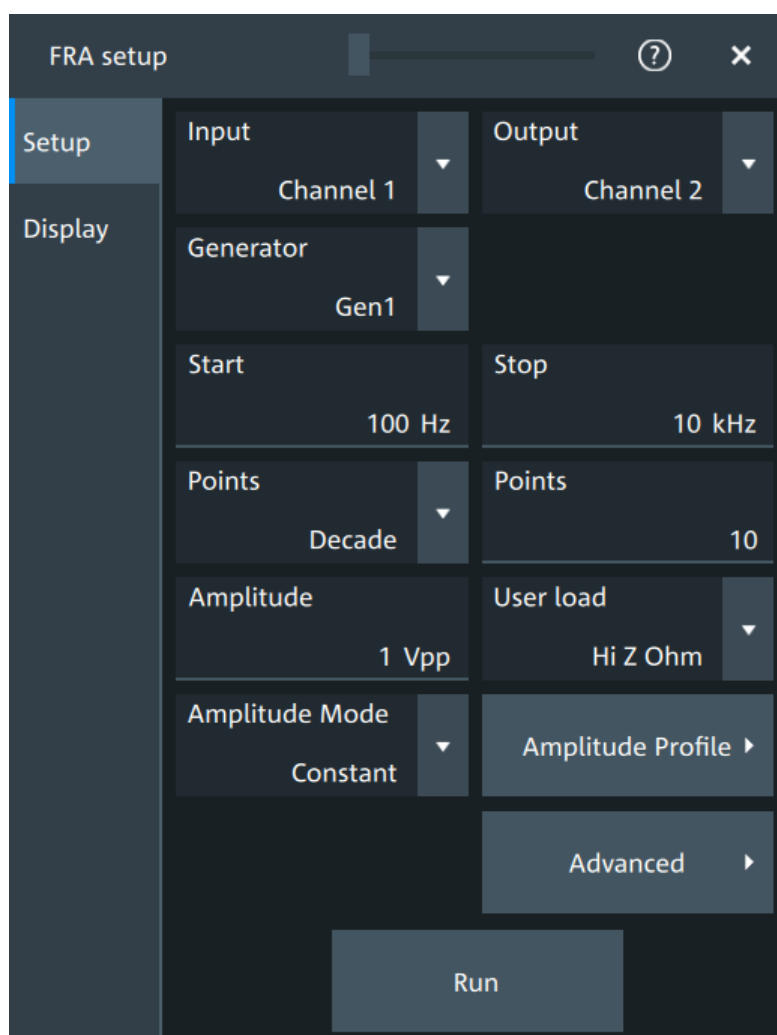 FRA setup
Setup
Display
Input
Channel 1
Output
Channel 2
Generator
Gen1
Start
100 Hz
Stop
10 kHz
Points
Decade
Points
10
Amplitude
1 Vpp
User load
Hi Z Ohm
Amplitude Mode
Constant
Amplitude Profile
Advanced
Run